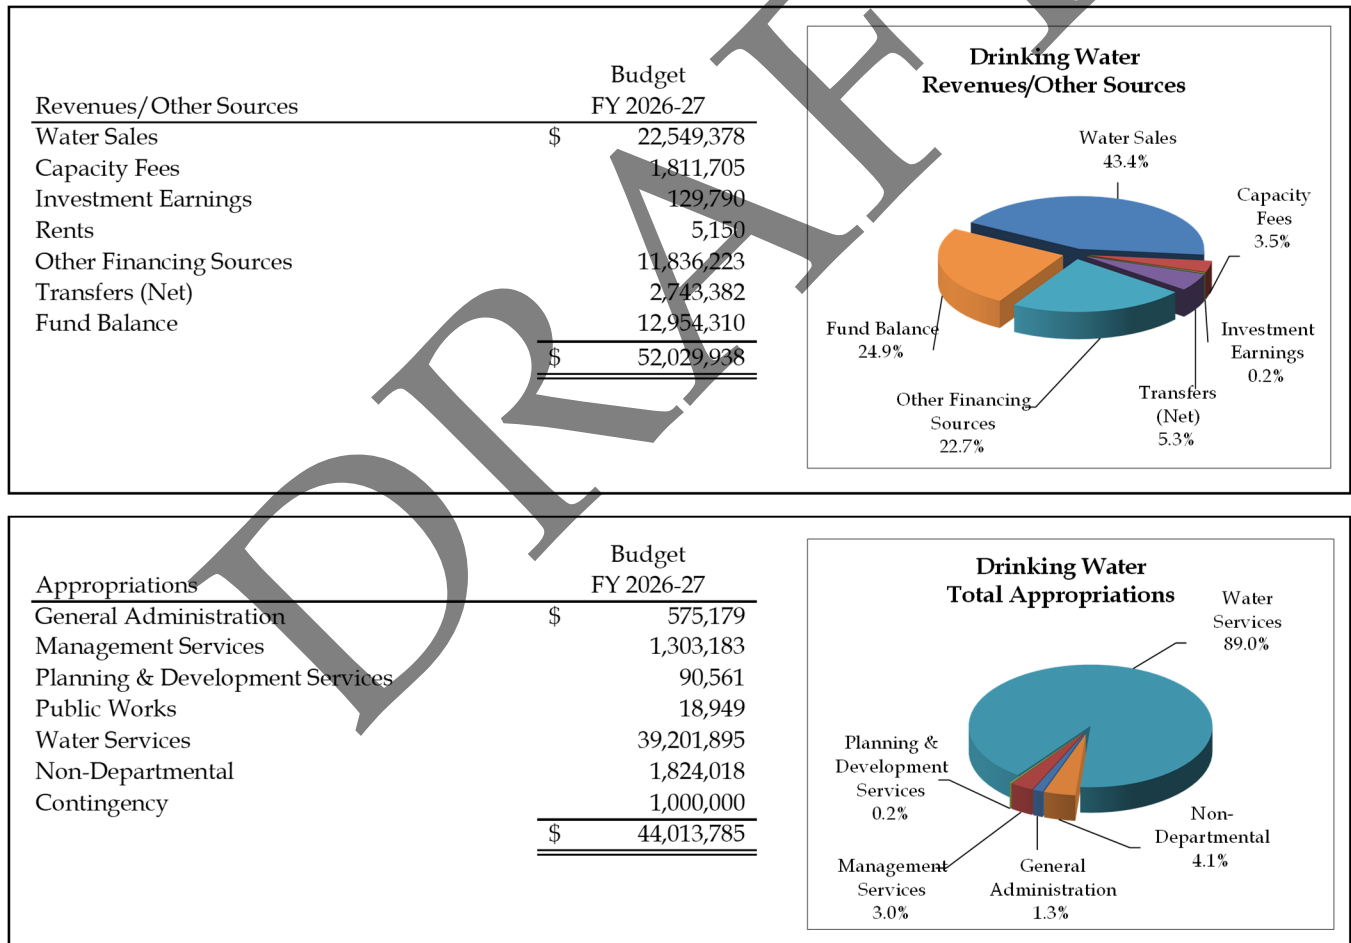 Budget
Revenues/Other Sources FY 2026-27
Water Sales $ 22,549,378
Capacity Fees 1,811,705
Investment Earnings 129,790
Rents 5,150
Other Financing Sources 11,836,223
Transfers (Net) 2,743,382
Fund Balance 12,954,310
$ 52,029,938
Drinking Water
Revenues/Other Sources
Water Sales
43.4%
Capacity
Fees
3.5%
Investment
Earnings
0.2%
Transfers
(Net)
5.3%
Other Financing
Sources
22.7%
Fund Balance
24.9%
Budget
Appropriations FY 2026-27
General Administration $ 575,179
Management Services 1,303,183
Planning & Development Services 90,561
Public Works 18,949
Water Services 39,201,895
Non-Departmental 1,824,018
Contingency 1,000,000
$ 44,013,785
Drinking Water
Total Appropriations
Water
Services
89.0%
Planning &
Development
Services
0.2%
Non-
Departmental
4.1%
Management
Services
3.0%
General
Administration
1.3%
DRAFT